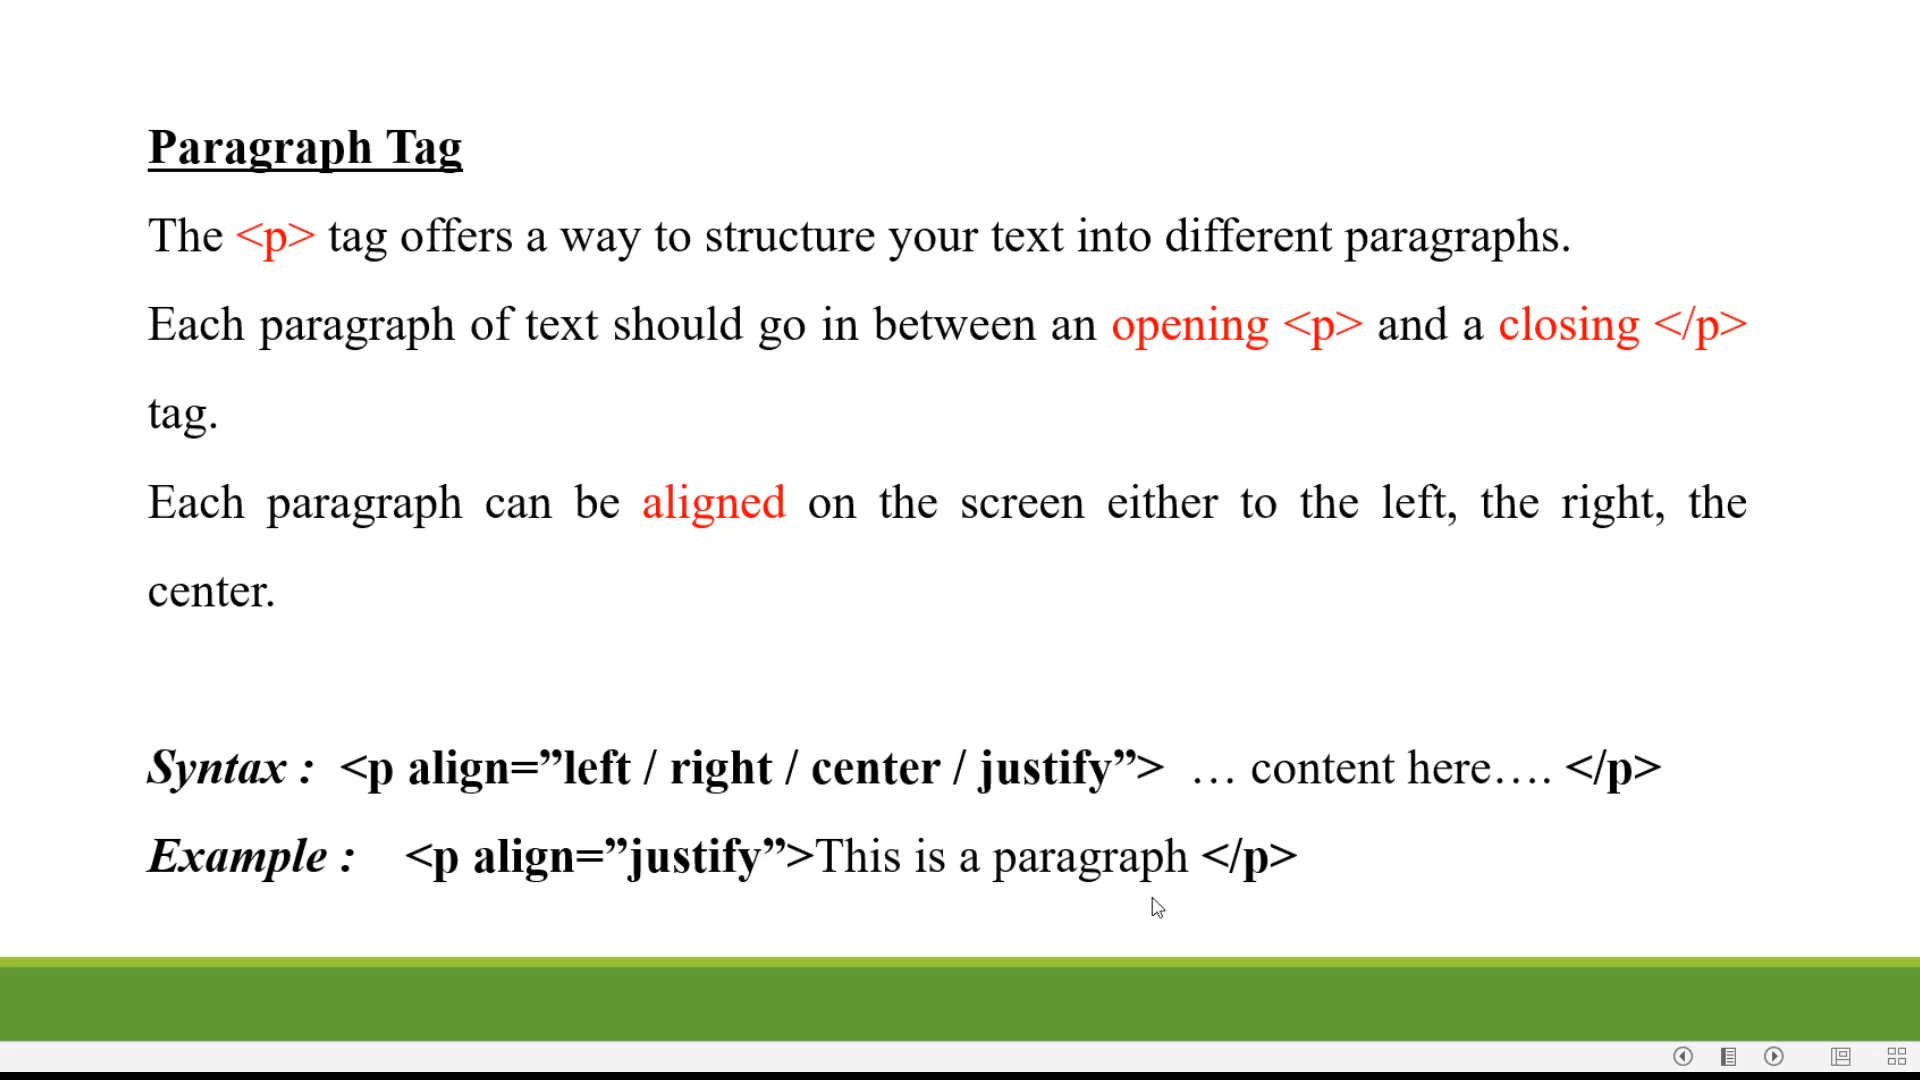 Paragraph Tag
The <p> tag offers a way to structure your text into different paragraphs.
Each paragraph of text should go in between an opening <p> and a closing </p>
tag.
Each paragraph can be aligned on the screen either to the left, the right, the
center.
Syntax : <p align=”left / right / center / justify”> … content here…. </p>
Example : <p align=”justify”>This is a paragraph </p>